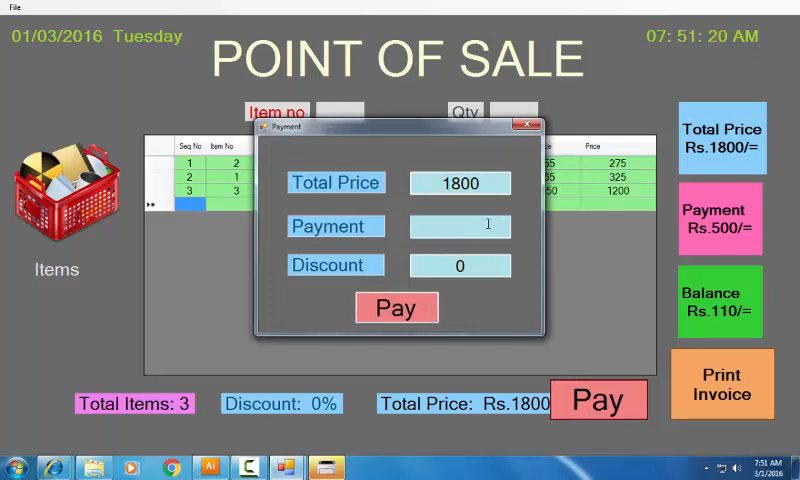 File
01/03/2016 Tuesday
07: 51: 20 AM
POINT OF SALE
Item no
Qty
Payment
Seq No Item No Price
1 2 275
2 1 325
3 3 1200
Total Price 1800
Payment
Discount 0
Pay
Items
Total Price
Rs.1800/=
Payment
Rs.500/=
Balance
Rs.110/=
Print
Invoice
Total Items: 3
Discount: 0%
Total Price: Rs.1800
Pay
7:51 AM
3/1/2016